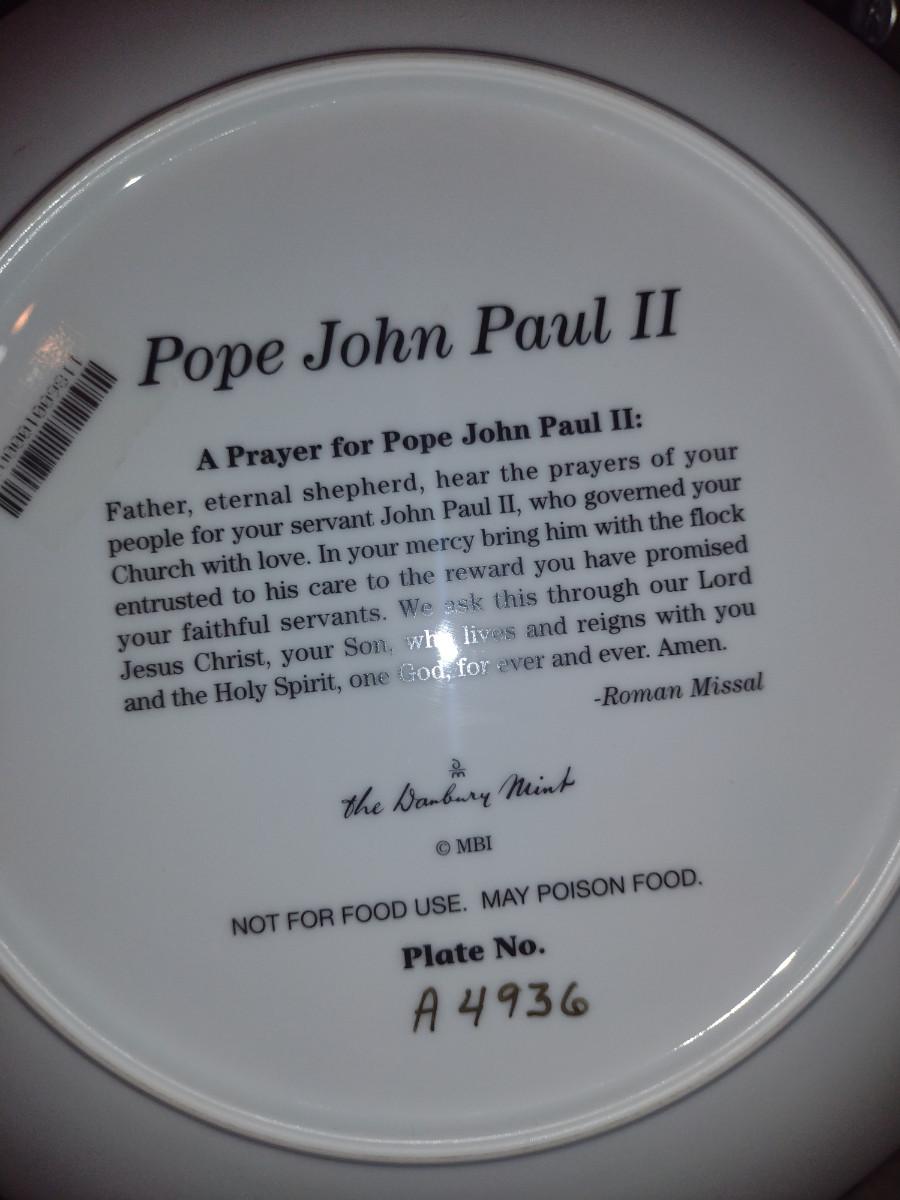 Pope John Paul II
A Prayer for Pope John Paul II:
Father, eternal shepherd, hear the prayers of your
people for your servant John Paul II, who governed your
Church with love. In your mercy bring him with the flock
entrusted to his care to the reward you have promised
your faithful servants. We ask this through our Lord
Jesus Christ, your Son, who lives and reigns with you
and the Holy Spirit, one God, for ever and ever. Amen.
-Roman Missal
the Danbury Mint
© MBI
NOT FOR FOOD USE. MAY POISON FOOD.
Plate No.
A 4936